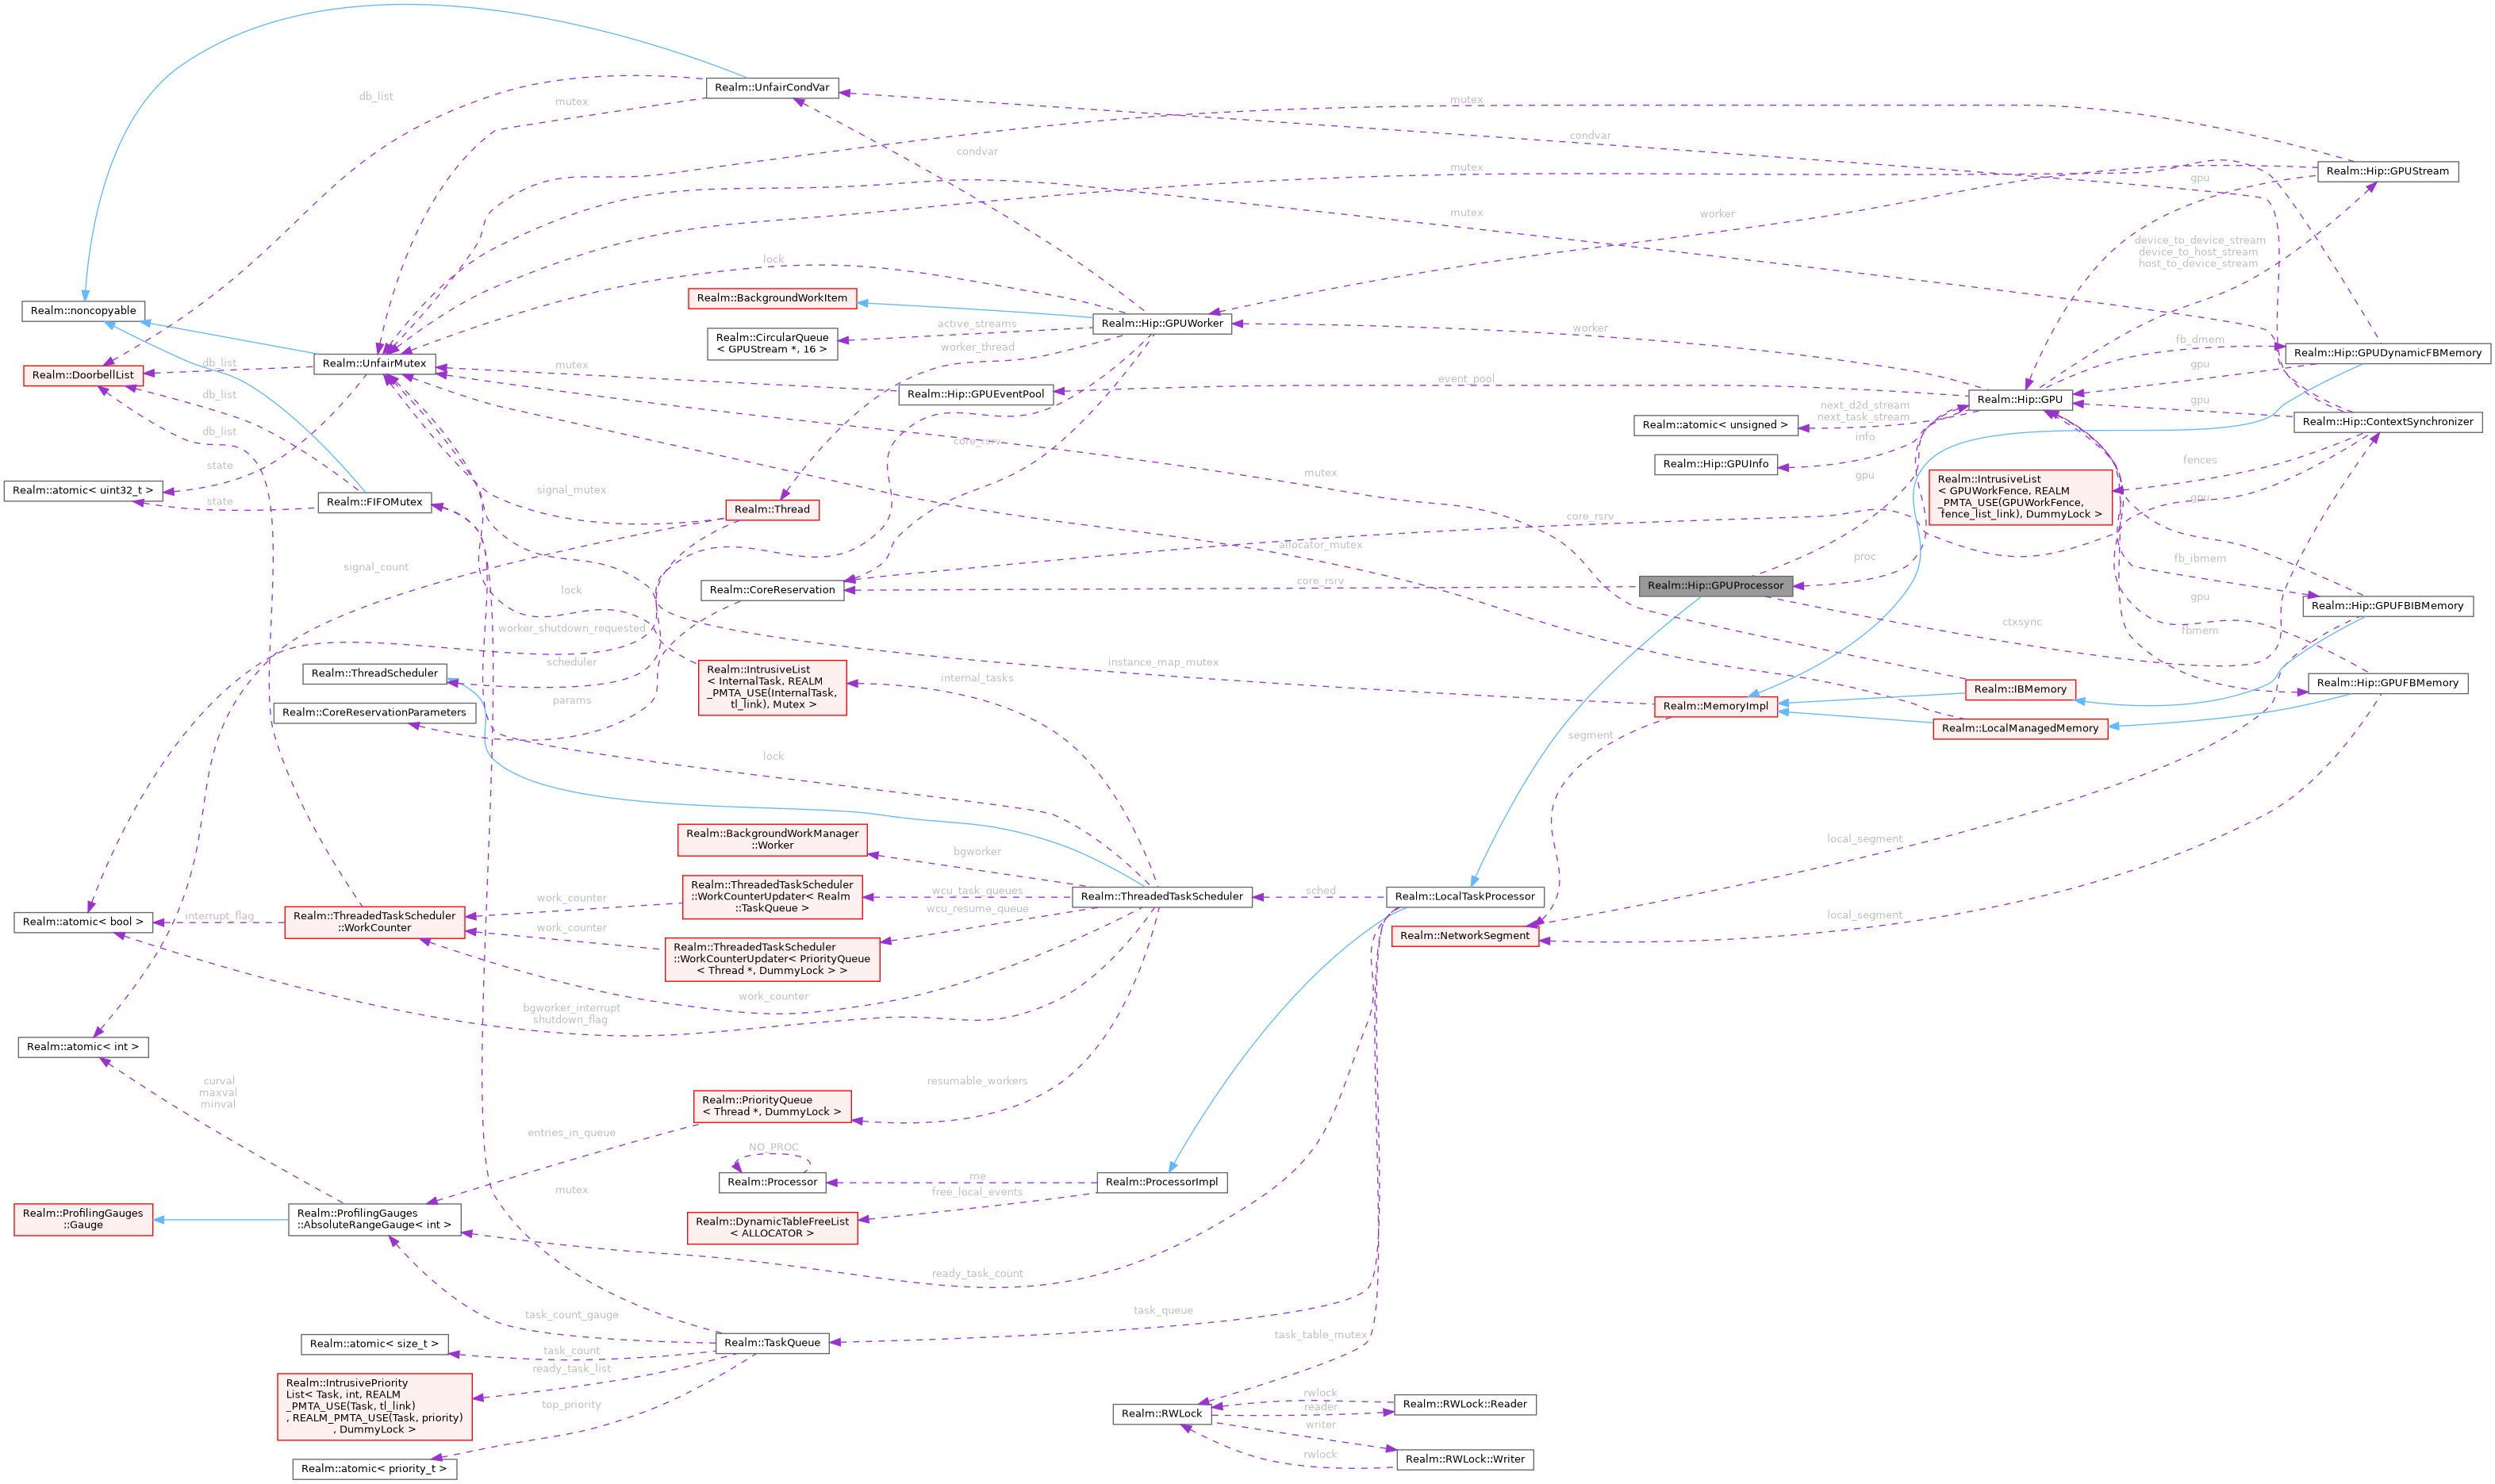 Realm::UnfairCondVar
db_list
mutex
mutex
condvar
condvar
mutex
Realm::Hip::GPUStream
gpu
mutex
worker
device_to_device_stream
device_to_host_stream
host_to_device_stream
lock
Realm::BackgroundWorkItem
Realm::noncopyable
Realm::Hip::GPUWorker
active_streams
worker
Realm::CircularQueue
< GPUStream *, 16 >
worker_thread
fb_dmem
Realm::Hip::GPUDynamicFBMemory
Realm::UnfairMutex
db_list
mutex
gpu
Realm::DoorbellList
event_pool
Realm::Hip::GPUEventPool
Realm::Hip::GPU
db_list
gpu
next_d2d_stream
next_task_stream
Realm::atomic< unsigned >
Realm::Hip::ContextSynchronizer
db_list
core_rsrv
info
fences
state
Realm::Hip::GPUInfo
mutex
gpu
Realm::IntrusiveList
< GPUWorkFence, REALM
_PMTA_USE(GPUWorkFence,
fence_list_link), DummyLock >
Realm::atomic< uint32_t >
signal_mutex
gpu
state
Realm::FIFOMutex
Realm::Thread
core_rsrv
allocator_mutex
proc
fb_ibmem
signal_count
core_rsrv
Realm::Hip::GPUProcessor
lock
Realm::CoreReservation
gpu
Realm::Hip::GPUFBIBMemory
worker_shutdown_requested
ctxsync
fbmem
scheduler
instance_map_mutex
Realm::ThreadScheduler
Realm::IntrusiveList
< InternalTask, REALM
_PMTA_USE(InternalTask,
tl_link), Mutex >
internal_tasks
Realm::IBMemory
Realm::Hip::GPUFBMemory
params
Realm::CoreReservationParameters
Realm::MemoryImpl
Realm::LocalManagedMemory
segment
lock
Realm::BackgroundWorkManager
::Worker
bgworker
local_segment
Realm::ThreadedTaskScheduler
::WorkCounterUpdater< Realm
::TaskQueue >
wcu_task_queues
Realm::ThreadedTaskScheduler
sched
Realm::LocalTaskProcessor
work_counter
wcu_resume_queue
local_segment
Realm::atomic< bool >
interrupt_flag
Realm::ThreadedTaskScheduler
::WorkCounter
work_counter
Realm::NetworkSegment
Realm::ThreadedTaskScheduler
::WorkCounterUpdater< PriorityQueue
< Thread *, DummyLock > >
work_counter
bgworker_interrupt
shutdown_flag
Realm::atomic< int >
curval
maxval
minval
resumable_workers
Realm::PriorityQueue
< Thread *, DummyLock >
entries_in_queue
NO_PROC
me
Realm::Processor
Realm::ProcessorImpl
mutex
free_local_events
Realm::ProfilingGauges
::Gauge
Realm::ProfilingGauges
::AbsoluteRangeGauge< int >
Realm::DynamicTableFreeList
< ALLOCATOR >
ready_task_count
task_count_gauge
task_queue
task_table_mutex
Realm::atomic< size_t >
task_count
Realm::TaskQueue
ready_task_list
Realm::IntrusivePriority
List< Task, int, REALM
_PMTA_USE(Task, tl_link)
, REALM_PMTA_USE(Task, priority)
, DummyLock >
top_priority
rwlock
Realm::RWLock::Reader
reader
Realm::RWLock
writer
rwlock
Realm::RWLock::Writer
Realm::atomic< priority_t >